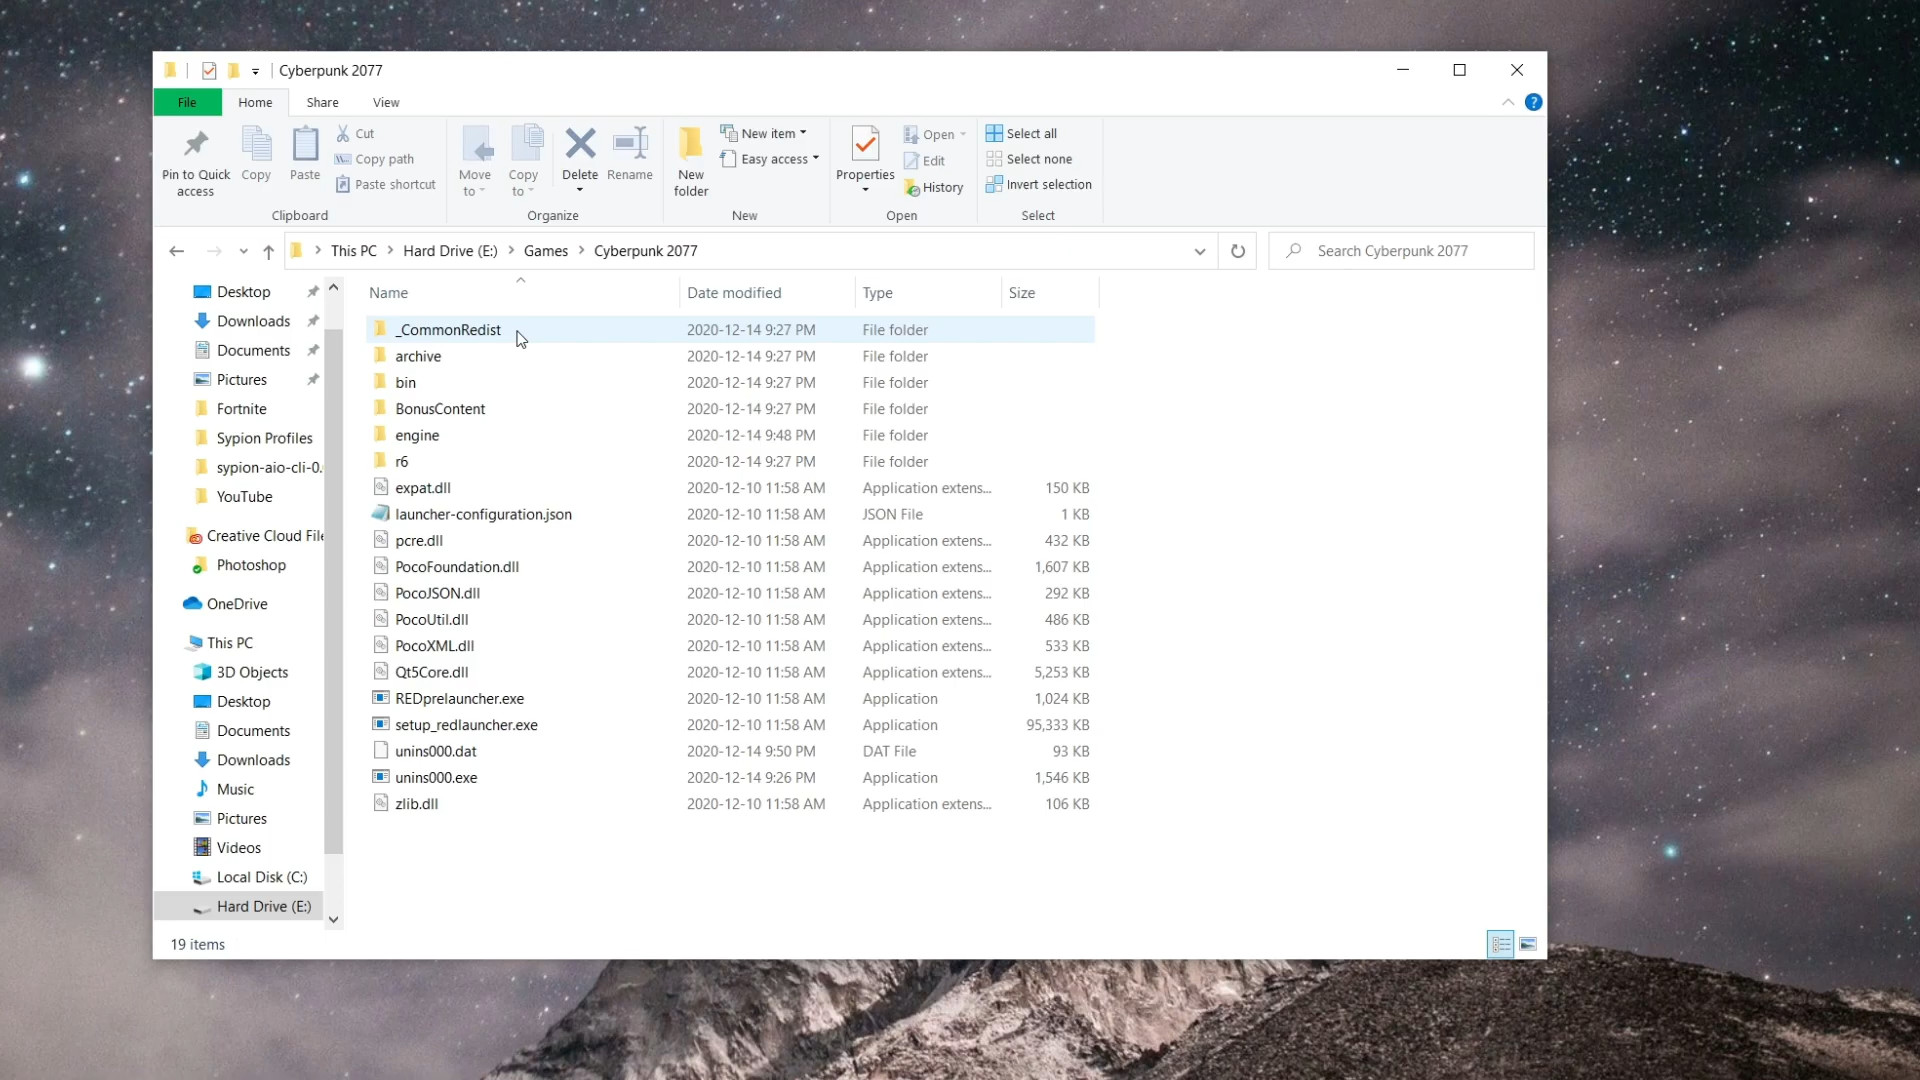 Cyberpunk 2077
File Home Share View
Pin to Quick access
Copy
Paste
Cut
Copy path
Paste shortcut
Clipboard
Move to
Copy to
Delete
Rename
Organize
New folder
New item
Easy access
New
Properties
Open
Edit
History
Open
Select all
Select none
Invert selection
Select
This PC > Hard Drive (E:) > Games > Cyberpunk 2077
Search Cyberpunk 2077
Desktop
Downloads
Documents
Pictures
Fortnite
Sypion Profiles
sypion-aio-cli-0.
YouTube
Creative Cloud File
Photoshop
OneDrive
This PC
3D Objects
Desktop
Documents
Downloads
Music
Pictures
Videos
Local Disk (C:)
Hard Drive (E:)
Name Date modified Type Size
_CommonRedist 2020-12-14 9:27 PM File folder
archive 2020-12-14 9:27 PM File folder
bin 2020-12-14 9:27 PM File folder
BonusContent 2020-12-14 9:27 PM File folder
engine 2020-12-14 9:48 PM File folder
r6 2020-12-14 9:27 PM File folder
expat.dll 2020-12-10 11:58 AM Application extens... 150 KB
launcher-configuration.json 2020-12-10 11:58 AM JSON File 1 KB
pcre.dll 2020-12-10 11:58 AM Application extens... 432 KB
PocoFoundation.dll 2020-12-10 11:58 AM Application extens... 1,607 KB
PocoJSON.dll 2020-12-10 11:58 AM Application extens... 292 KB
PocoUtil.dll 2020-12-10 11:58 AM Application extens... 486 KB
PocoXML.dll 2020-12-10 11:58 AM Application extens... 533 KB
Qt5Core.dll 2020-12-10 11:58 AM Application extens... 5,253 KB
REDprelauncher.exe 2020-12-10 11:58 AM Application 1,024 KB
setup_redlauncher.exe 2020-12-10 11:58 AM Application 95,333 KB
unins000.dat 2020-12-14 9:50 PM DAT File 93 KB
unins000.exe 2020-12-14 9:26 PM Application 1,546 KB
zlib.dll 2020-12-10 11:58 AM Application extens... 106 KB
19 items